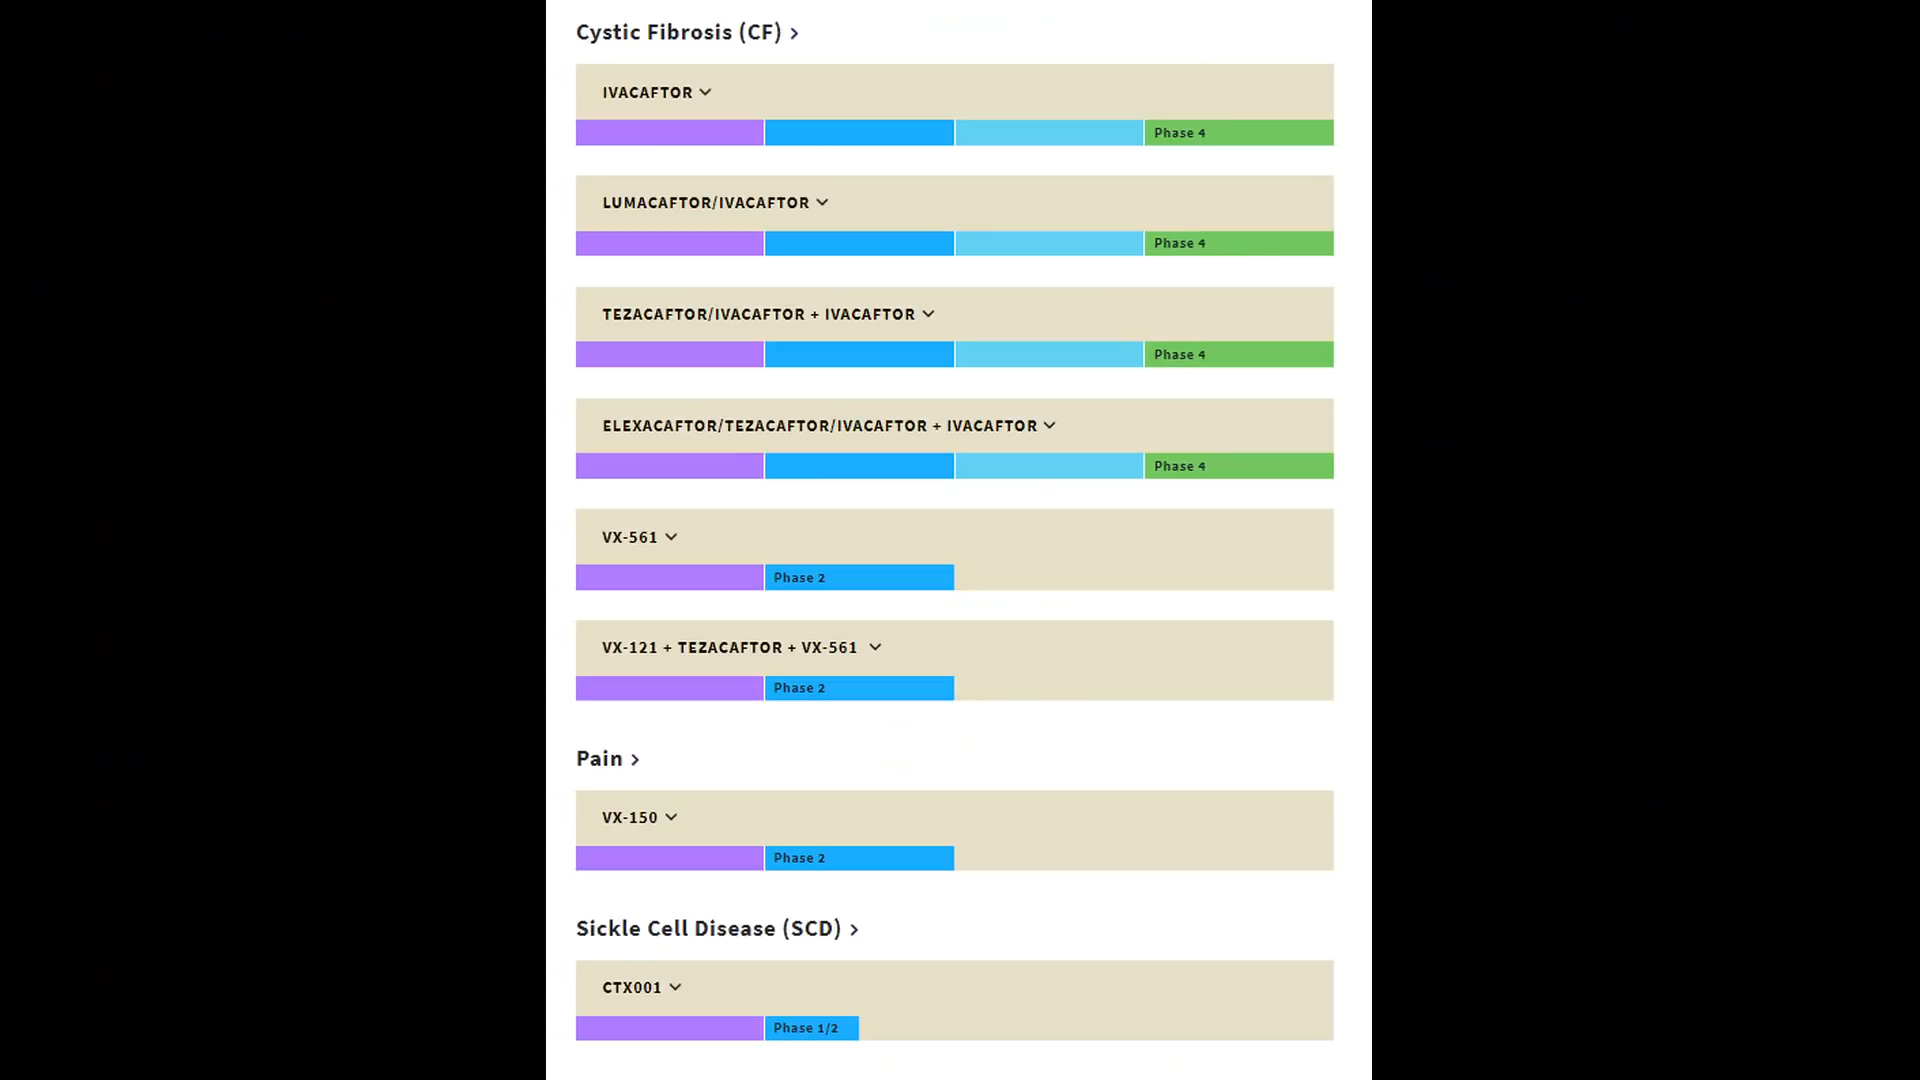 Cystic Fibrosis (CF)
IVACAFTOR
Phase 4
LUMACAFTOR/IVACAFTOR
Phase 4
TEZACAFTOR/IVACAFTOR + IVACAFTOR
Phase 4
ELEXACAFTOR/TEZACAFTOR/IVACAFTOR + IVACAFTOR
Phase 4
VX-561
Phase 2
VX-121 + TEZACAFTOR + VX-561
Phase 2
Pain
VX-150
Phase 2
Sickle Cell Disease (SCD)
CTX001
Phase 1/2